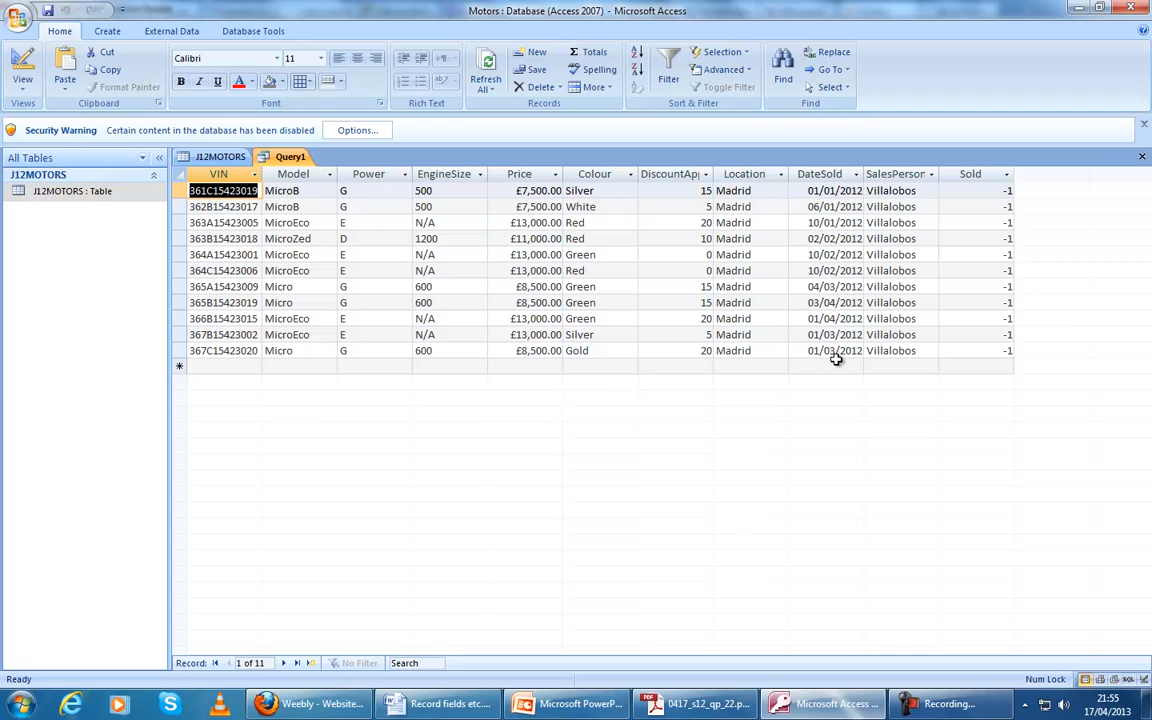 Motors : Database (Access 2007) - Microsoft Access
Home Create External Data Database Tools
View
Views
Paste
Cut
Copy
Format Painter
Clipboard
Calibri 11
B I U A
Font
Rich Text
Refresh All
New
Save
Delete
Totals
Spelling
More
Records
Filter
Selection
Advanced
Toggle Filter
Sort & Filter
Find
Replace
Go To
Select
Find
Security Warning Certain content in the database has been disabled Options...
All Tables
J12MOTORS
J12MOTORS : Table
J12MOTORS Query1
VIN Model Power EngineSize Price Colour DiscountApp Location DateSold SalesPerson Sold
361C15423019 MicroB G 500 £7,500.00 Silver 15 Madrid 01/01/2012 Villalobos -1
362B15423017 MicroB G 500 £7,500.00 White 5 Madrid 06/01/2012 Villalobos -1
363A15423005 MicroEco E N/A £13,000.00 Red 20 Madrid 10/01/2012 Villalobos -1
363B15423018 MicroZed D 1200 £11,000.00 Red 10 Madrid 02/02/2012 Villalobos -1
364A15423001 MicroEco E N/A £13,000.00 Green 0 Madrid 10/02/2012 Villalobos -1
364C15423006 MicroEco E N/A £13,000.00 Red 0 Madrid 10/02/2012 Villalobos -1
365A15423009 Micro G 600 £8,500.00 Green 15 Madrid 04/03/2012 Villalobos -1
365B15423019 Micro G 600 £8,500.00 Green 15 Madrid 03/04/2012 Villalobos -1
366B15423015 MicroEco E N/A £13,000.00 Green 20 Madrid 01/04/2012 Villalobos -1
367B15423002 MicroEco E N/A £13,000.00 Silver 5 Madrid 01/03/2012 Villalobos -1
367C15423020 Micro G 600 £8,500.00 Gold 20 Madrid 01/03/2012 Villalobos -1
Record: 1 of 11 No Filter Search
Ready Num Lock SQL
Weebly - Website... Record fields etc.... Microsoft PowerP... 0417_s12_qp_22.p... Microsoft Access ... Recording... 21:55
17/04/2013